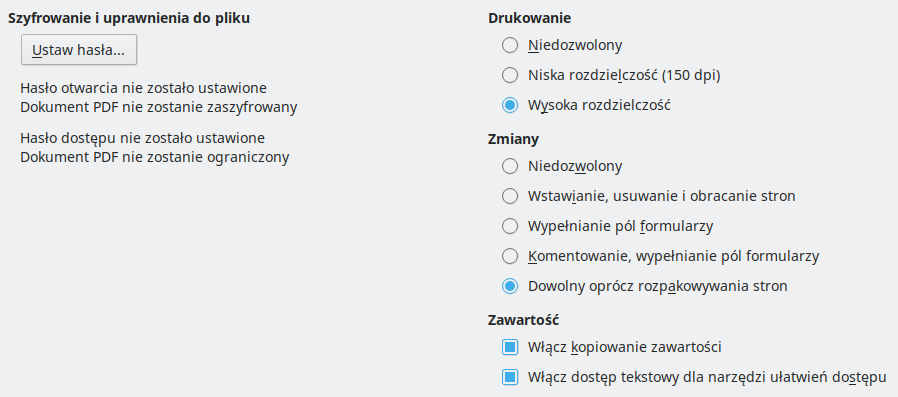 Szyfrowanie i uprawnienia do pliku
Ustaw hasła...
Hasło otwarcia nie zostało ustawione
Dokument PDF nie zostanie zaszyfrowany
Hasło dostępu nie zostało ustawione
Dokument PDF nie zostanie ograniczony
Drukowanie
Niedozwolony
Niska rozdzielczość (150 dpi)
Wysoka rozdzielczość
Zmiany
Niedozwolony
Wstawianie, usuwanie i obracanie stron
Wypełnianie pól formularzy
Komentowanie, wypełnianie pól formularzy
Dowolny oprócz rozpakowywania stron
Zawartość
Włącz kopiowanie zawartości
Włącz dostęp tekstowy dla narzędzi ułatwień dostępu